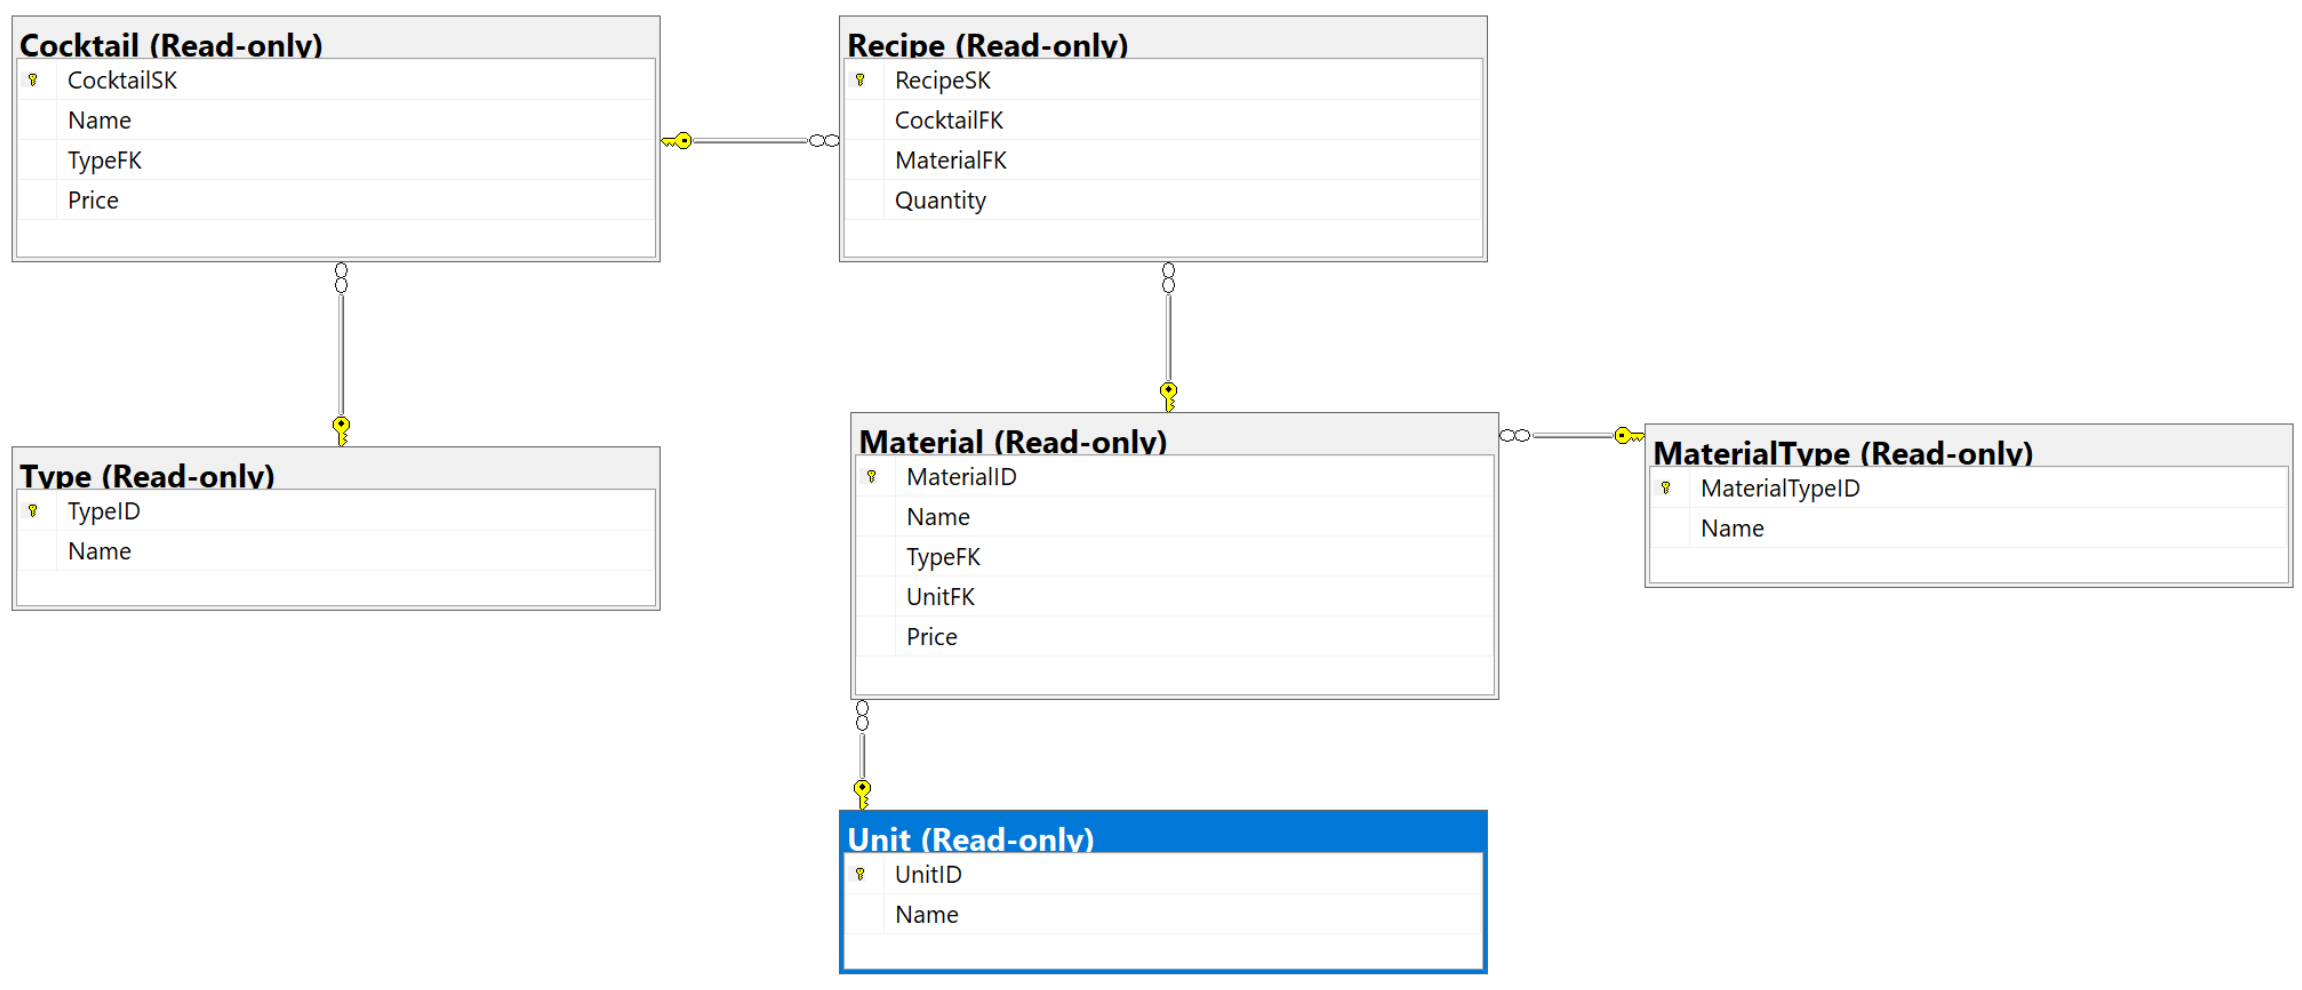 Cocktail (Read-only)
CocktailSK
Name
TypeFK
Price
Recipe (Read-only)
RecipeSK
CocktailFK
MaterialFK
Quantity
Type (Read-only)
TypeID
Name
Material (Read-only)
MaterialID
Name
TypeFK
UnitFK
Price
MaterialType (Read-only)
MaterialTypeID
Name
Unit (Read-only)
UnitID
Name